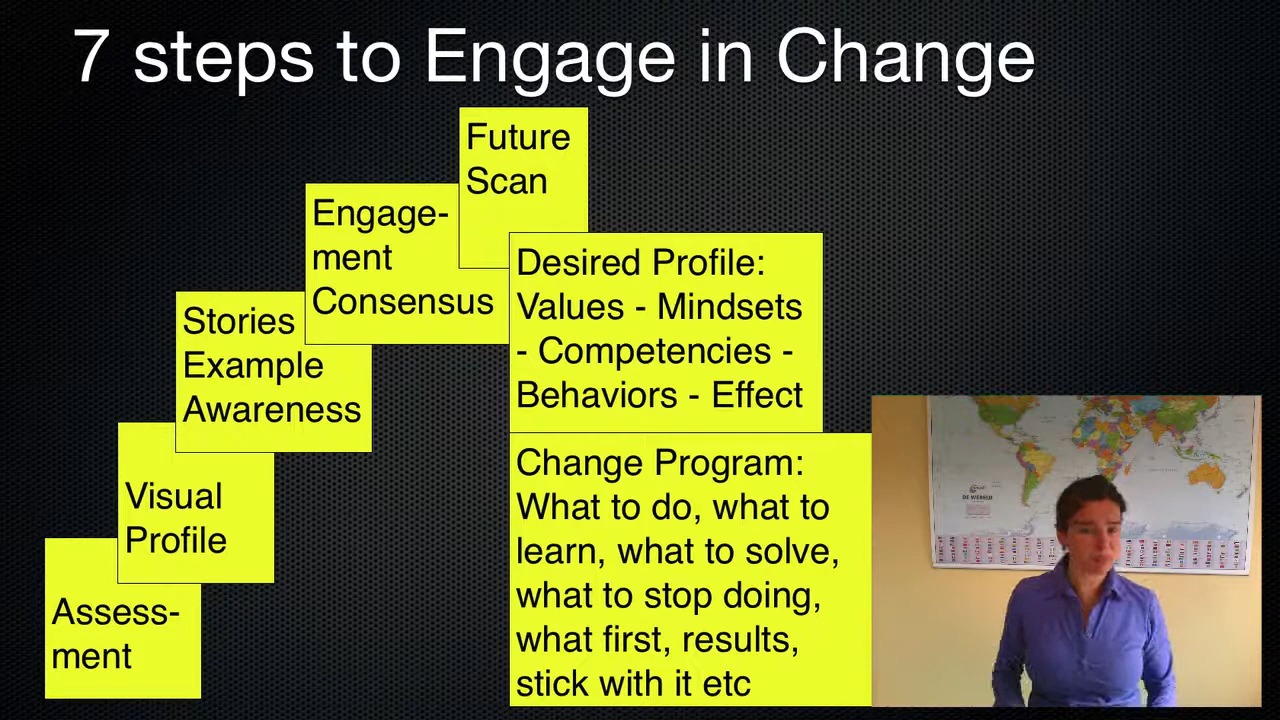 7 steps to Engage in Change
Future
Scan
Engage-
ment
Consensus
Desired Profile:
Values - Mindsets
- Competencies -
Behaviors - Effect
Stories
Example
Awareness
Visual
Profile
Assess-
ment
Change Program:
What to do, what to
learn, what to solve,
what to stop doing,
what first, results,
stick with it etc
DE WERELD